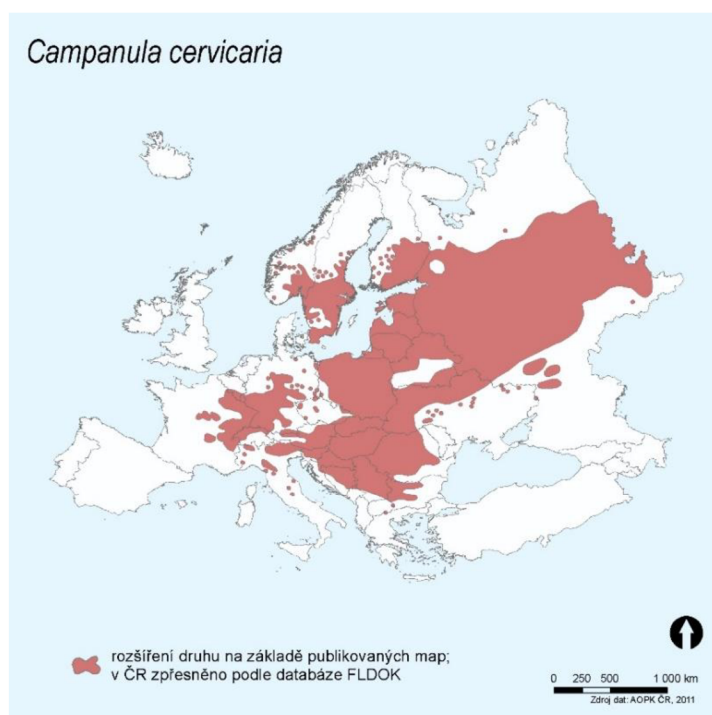 Campanula cervicaria
rozšíření druhu na základě publikovaných map;
v ČR zpřesněno podle databáze FLDOK
0 250 500 1 000 km
Zdroj dat: AOPK ČR, 2011